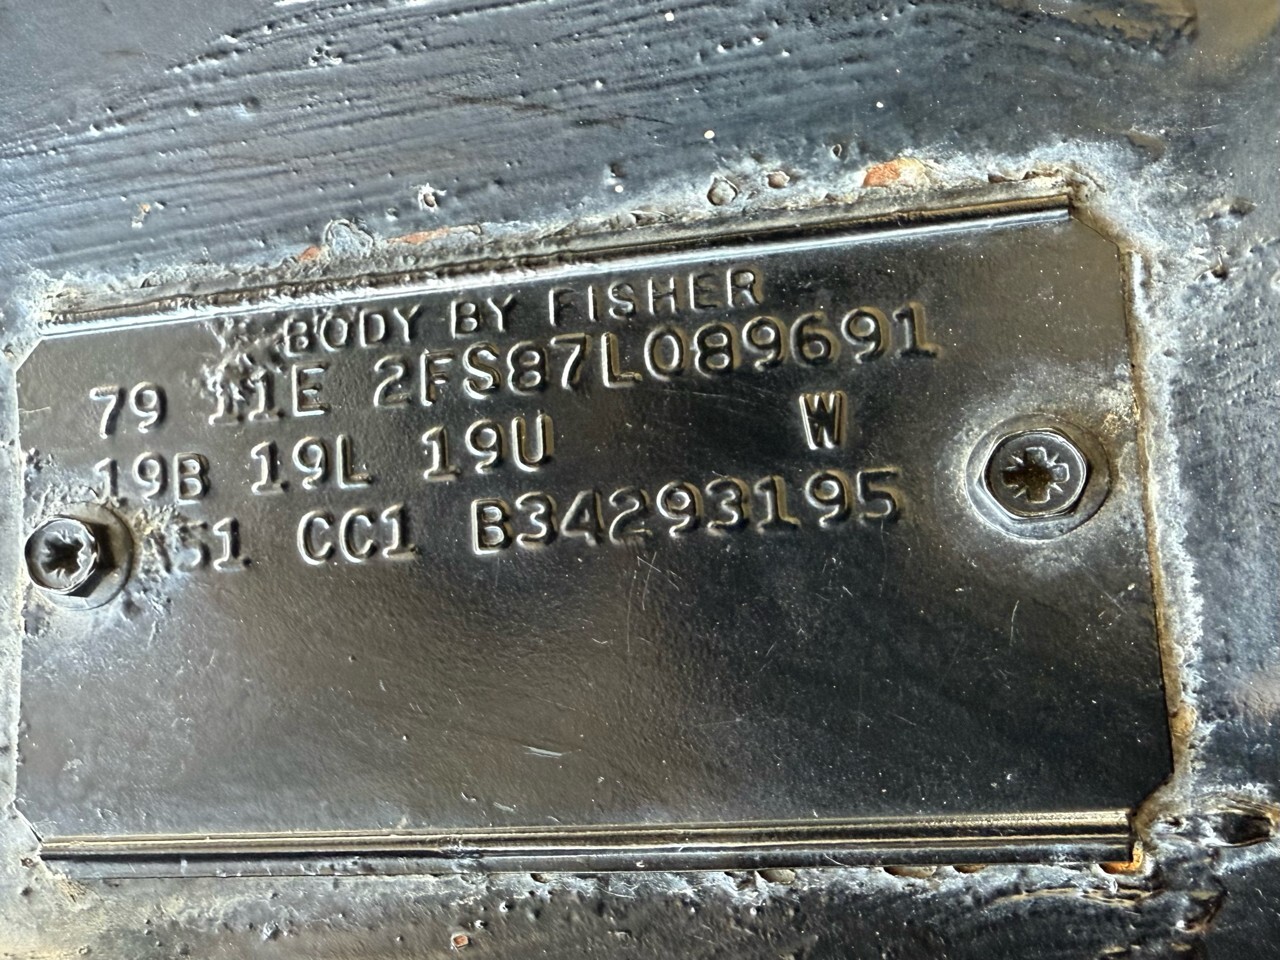 BODY BY FISHER
79 11E 2FS87L089691
19B 19L 19U W
51 CC1 B34293195